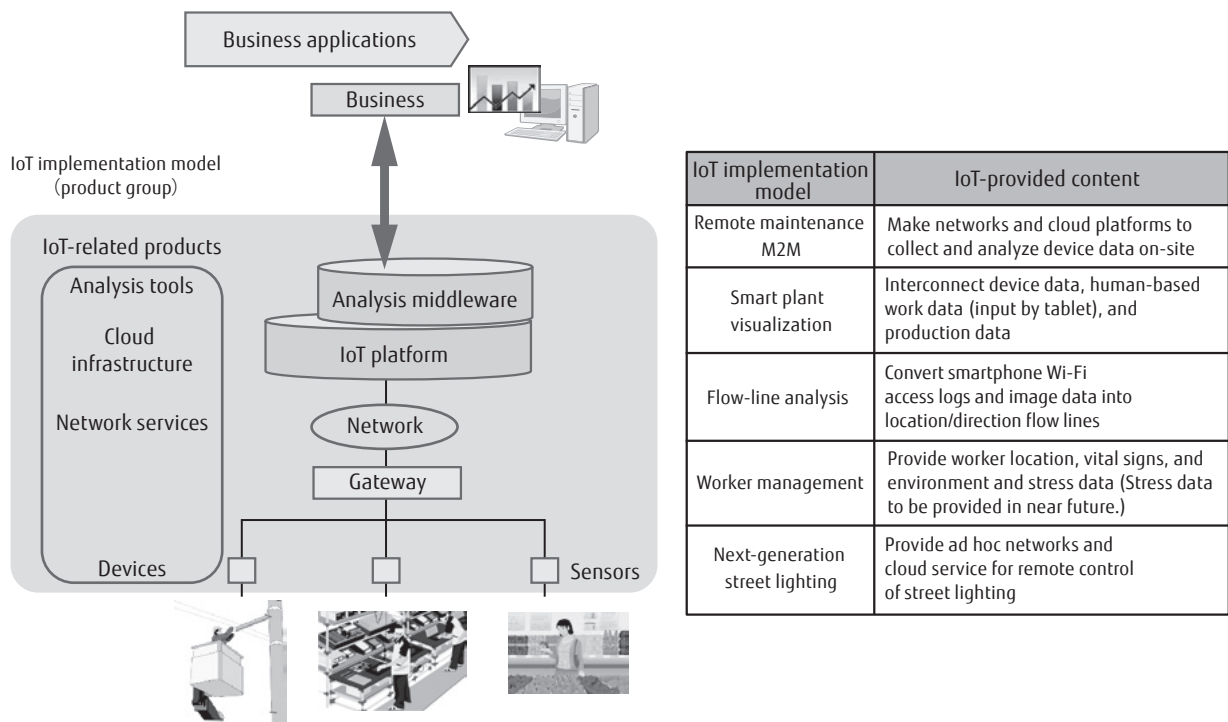 Business applications
Business
IoT implementation model
(product group)
IoT-related products
Analysis tools
Cloud
infrastructure
Network services
Devices
Analysis middleware
IoT platform
Network
Gateway
Sensors
IoT implementation
model
IoT-provided content
Remote maintenance
M2M
Make networks and cloud platforms to
collect and analyze device data on-site
Smart plant
visualization
Interconnect device data, human-based
work data (input by tablet), and
production data
Flow-line analysis
Convert smartphone Wi-Fi
access logs and image data into
location/direction flow lines
Worker management
Provide worker location, vital signs, and
environment and stress data (Stress data
to be provided in near future.)
Next-generation
street lighting
Provide ad hoc networks and
cloud service for remote control
of street lighting